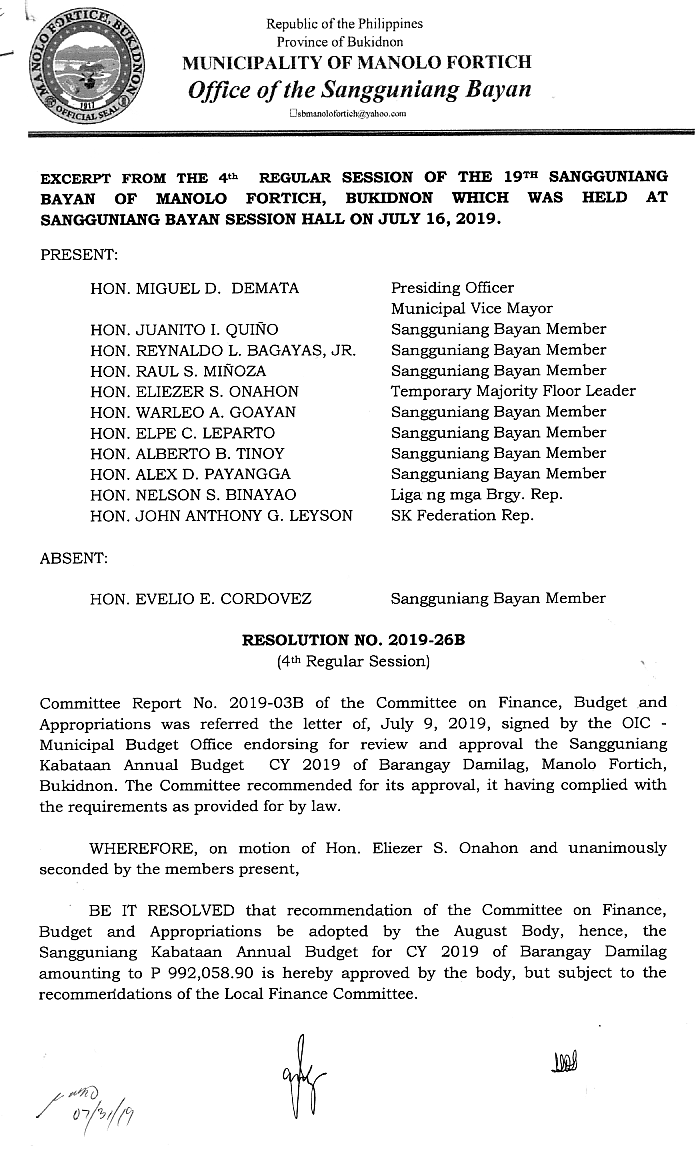 MANOLO FORTICH, BUKIDNON
1917
OFFICIAL SEAL
Republic of the Philippines
Province of Bukidnon
MUNICIPALITY OF MANOLO FORTICH
Office of the Sangguniang Bayan
□sbmanolofortich@yahoo.com
EXCERPT FROM THE 4th REGULAR SESSION OF THE 19TH SANGGUNIANG
BAYAN OF MANOLO FORTICH, BUKIDNON WHICH WAS HELD AT
SANGGUNIANG BAYAN SESSION HALL ON JULY 16, 2019.
PRESENT:
HON. MIGUEL D. DEMATA Presiding Officer
Municipal Vice Mayor
HON. JUANITO I. QUIÑO Sangguniang Bayan Member
HON. REYNALDO L. BAGAYAS, JR. Sangguniang Bayan Member
HON. RAUL S. MIÑOZA Sangguniang Bayan Member
HON. ELIEZER S. ONAHON Temporary Majority Floor Leader
HON. WARLEO A. GOAYAN Sangguniang Bayan Member
HON. ELPE C. LEPARTO Sangguniang Bayan Member
HON. ALBERTO B. TINOY Sangguniang Bayan Member
HON. ALEX D. PAYANGGA Sangguniang Bayan Member
HON. NELSON S. BINAYAO Liga ng mga Brgy. Rep.
HON. JOHN ANTHONY G. LEYSON SK Federation Rep.
ABSENT:
HON. EVELIO E. CORDOVEZ Sangguniang Bayan Member
RESOLUTION NO. 2019-26B
(4th Regular Session)
Committee Report No. 2019-03B of the Committee on Finance, Budget and
Appropriations was referred the letter of, July 9, 2019, signed by the OIC -
Municipal Budget Office endorsing for review and approval the Sangguniang
Kabataan Annual Budget CY 2019 of Barangay Damilag, Manolo Fortich,
Bukidnon. The Committee recommended for its approval, it having complied with
the requirements as provided for by law.
WHEREFORE, on motion of Hon. Eliezer S. Onahon and unanimously
seconded by the members present,
BE IT RESOLVED that recommendation of the Committee on Finance,
Budget and Appropriations be adopted by the August Body, hence, the
Sangguniang Kabataan Annual Budget for CY 2019 of Barangay Damilag
amounting to P 992,058.90 is hereby approved by the body, but subject to the
recommendations of the Local Finance Committee.
07/31/19